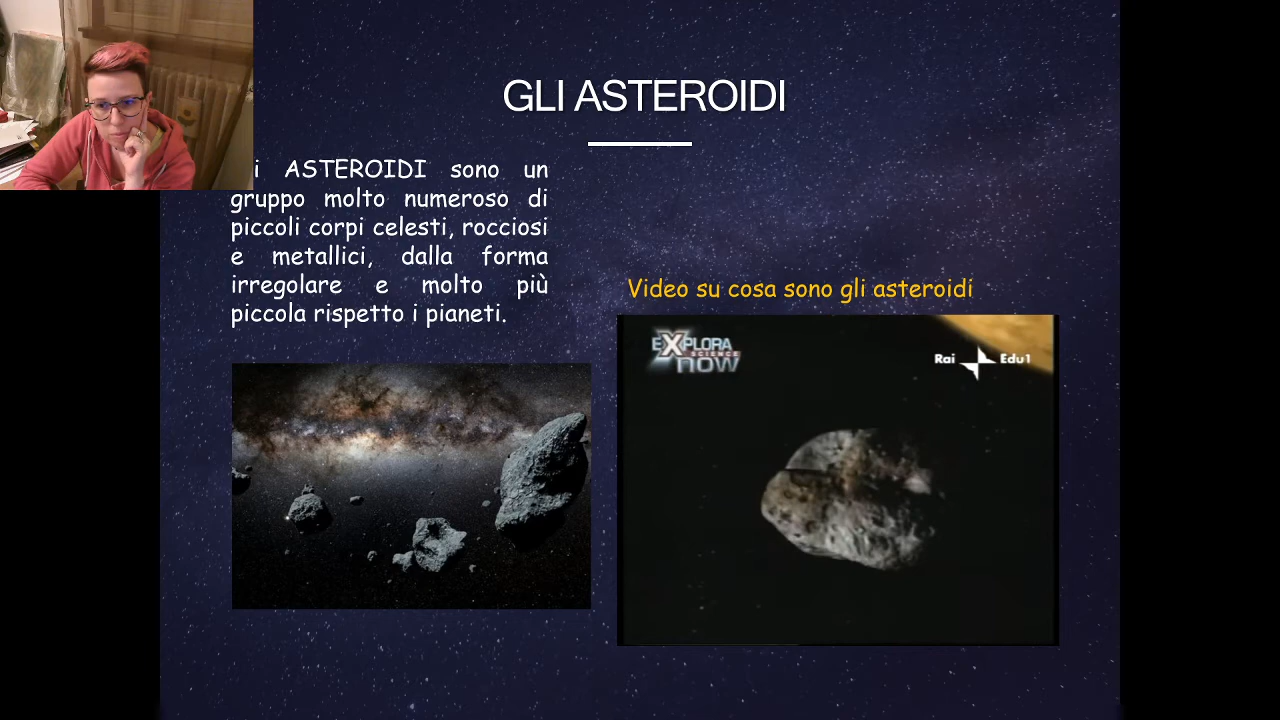 GLI ASTEROIDI
i ASTEROIDI sono un
gruppo molto numeroso di
piccoli corpi celesti, rocciosi
e metallici, dalla forma
irregolare e molto più
piccola rispetto i pianeti.
Video su cosa sono gli asteroidi
EXPLORA
SCIENCE
NOW
Rai Edu1